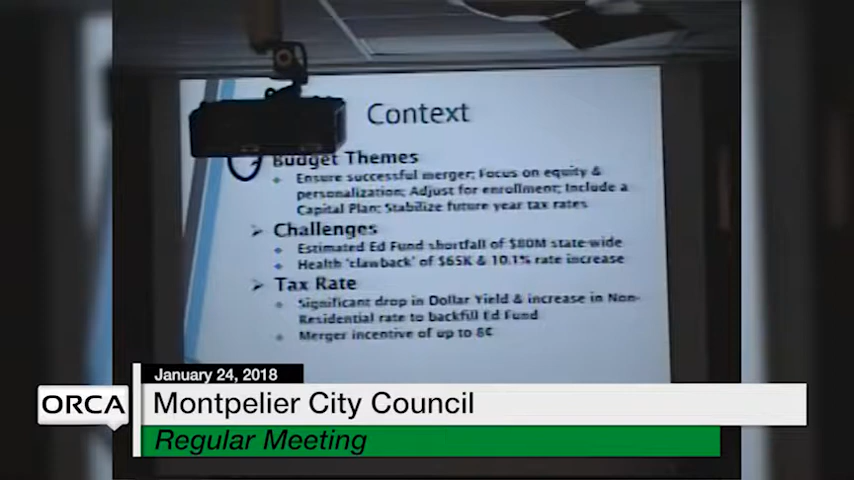 Context
Budget Themes
Ensure successful merger; Focus on equity &
personalization; Adjust for enrollment; Include a
Capital Plan; Stabilize future year tax rates
Challenges
Estimated Ed Fund shortfall of $80M state-wide
Health 'clawback' of $65K & 10.1% rate increase
Tax Rate
Significant drop in Dollar Yield & increase in Non-
Residential rate to backfill Ed Fund
Merger incentive of up to 8¢
January 24, 2018
ORCA
Montpelier City Council
Regular Meeting